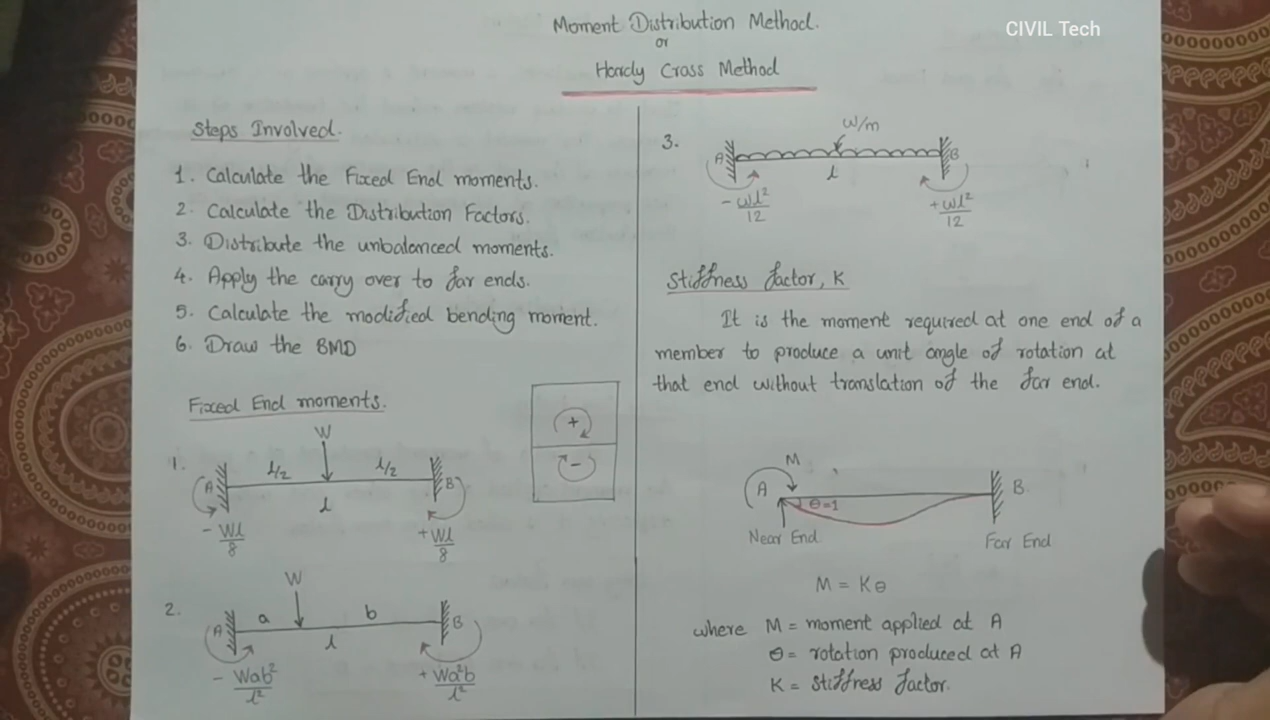 CIVIL Tech
Moment Distribution Method.
or
Hardy Cross Method
Steps Involved.
1. Calculate the Fixed End moments.
2. Calculate the Distribution Factors.
3. Distribute the unbalanced moments.
4. Apply the carry over to far ends.
5. Calculate the modified bending moment.
6. Draw the BMD
Fixed End moments.
+
-
1.
W
l/2 l/2
A B
l
- Wl/8 + Wl/8
2.
W
a b
A B
l
- Wab²/l² + Wa²b/l²
3.
w/m
A B
l
- wl²/12 + wl²/12
Stiffness factor, K
It is the moment required at one end of a
member to produce a unit angle of rotation at
that end without translation of the far end.
M
A B
θ=1
Near End Far End
M = Kθ
where M = moment applied at A
θ = rotation produced at A
K = Stiffness factor.